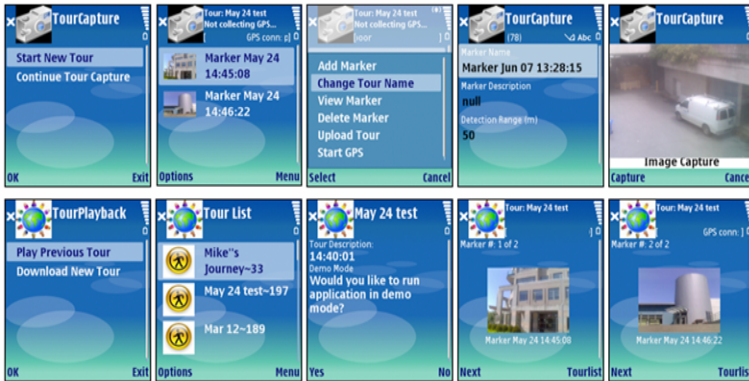 TourCapture
Start New Tour
Continue Tour Capture
OK Exit
Tour: May 24 test
Not collecting GPS...
[ GPS conn: p]
Marker May 24
14:45:08
Marker May 24
14:46:22
Options Menu
Tour: May 24 test
Not collecting GPS...
Add Marker
Change Tour Name
View Marker
Delete Marker
Upload Tour
Start GPS
Select Cancel
TourCapture
(78) Abc
Marker Name
Marker Jun 07 13:28:15
Marker Description
null
Detection Range (m)
50
TourCapture
Image Capture
Capture Cance
TourPlayback
Play Previous Tour
Download New Tour
OK Exit
Tour List
Mike"s
Journey~33
May 24 test~197
Mar 12~189
Options Menu
May 24 test
Tour Description:
14:40:01
Demo Mode
Would you like to run
application in demo
mode?
Yes No
Tour: May 24 test
Marker #: 1 of 2
Marker May 24 14:45:08
Next Tourlist
Tour: May 24 test
GPS conn: ]
Marker #: 2 of 2
Marker May 24 14:46:22
Next Tourlis